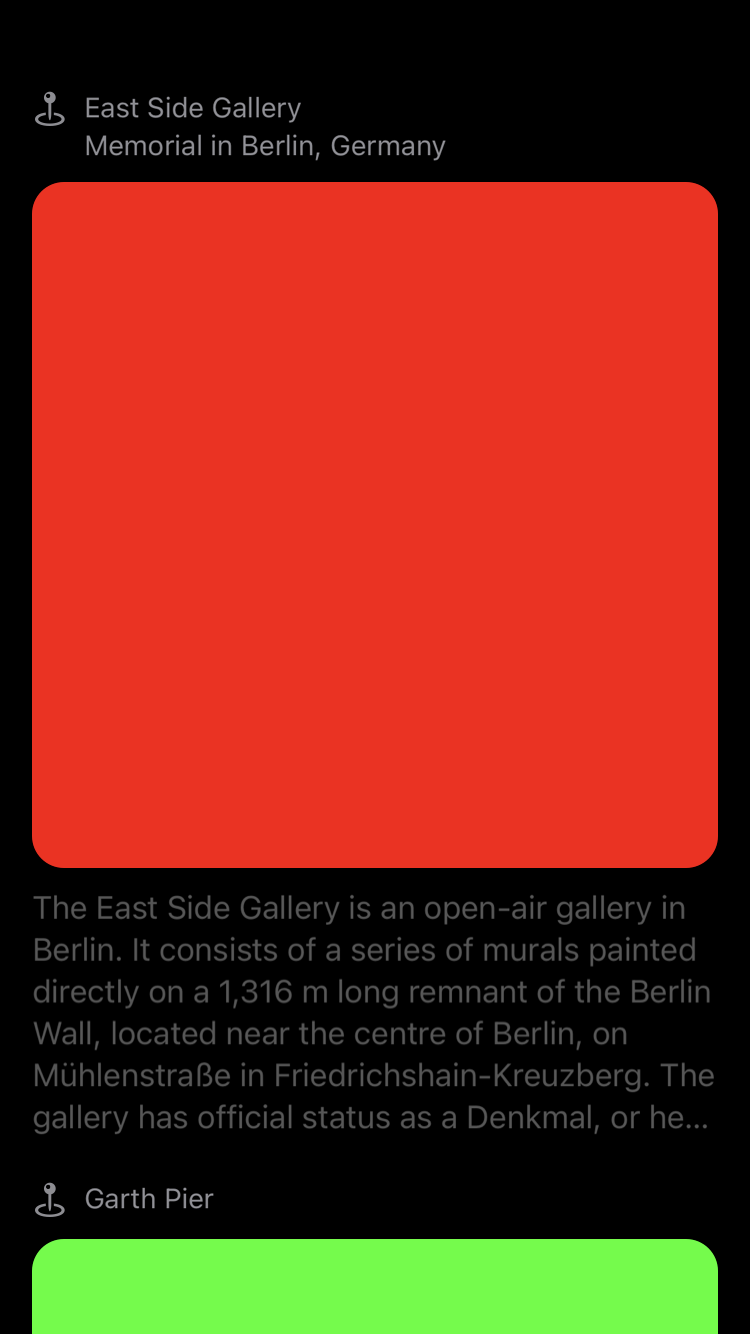 East Side Gallery
Memorial in Berlin, Germany
The East Side Gallery is an open-air gallery in
Berlin. It consists of a series of murals painted
directly on a 1,316 m long remnant of the Berlin
Wall, located near the centre of Berlin, on
Mühlenstraße in Friedrichshain-Kreuzberg. The
gallery has official status as a Denkmal, or he...
Garth Pier